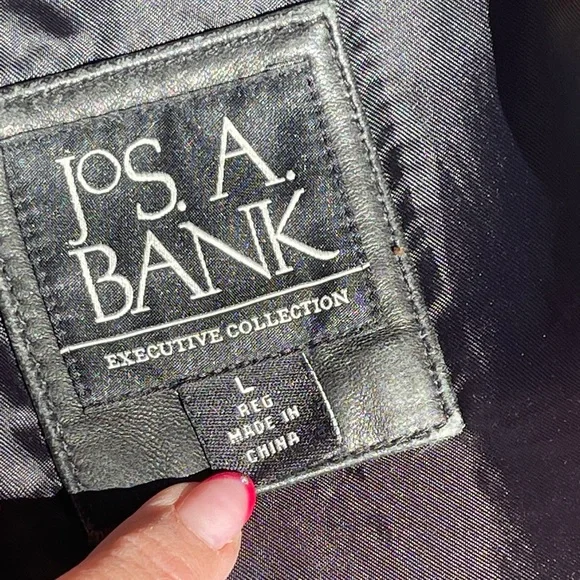 JoS. A.
BANK
EXECUTIVE COLLECTION
L
REG
MADE IN
CHINA